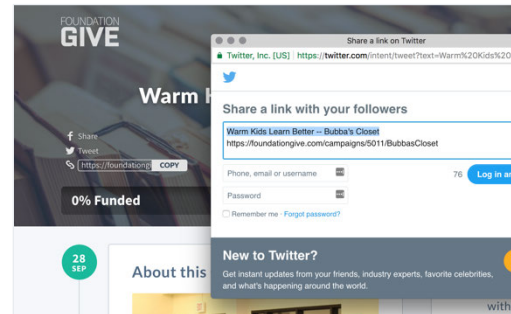 FOUNDATION
GIVE
Warm
Share
Tweet
https://foundationgi
COPY
0% Funded
28
SEP
About this
Share a link on Twitter
Twitter, Inc. [US] https://twitter.com/intent/tweet?text=Warm%20Kids%20
Share a link with your followers
Warm Kids Learn Better -- Bubba's Closet
https://foundationgive.com/campaigns/5011/BubbasCloset
Phone, email or username
76
Log in
Password
Remember me · Forgot password?
New to Twitter?
Get instant updates from your friends, industry experts, favorite celebrities,
and what's happening around the world.
with